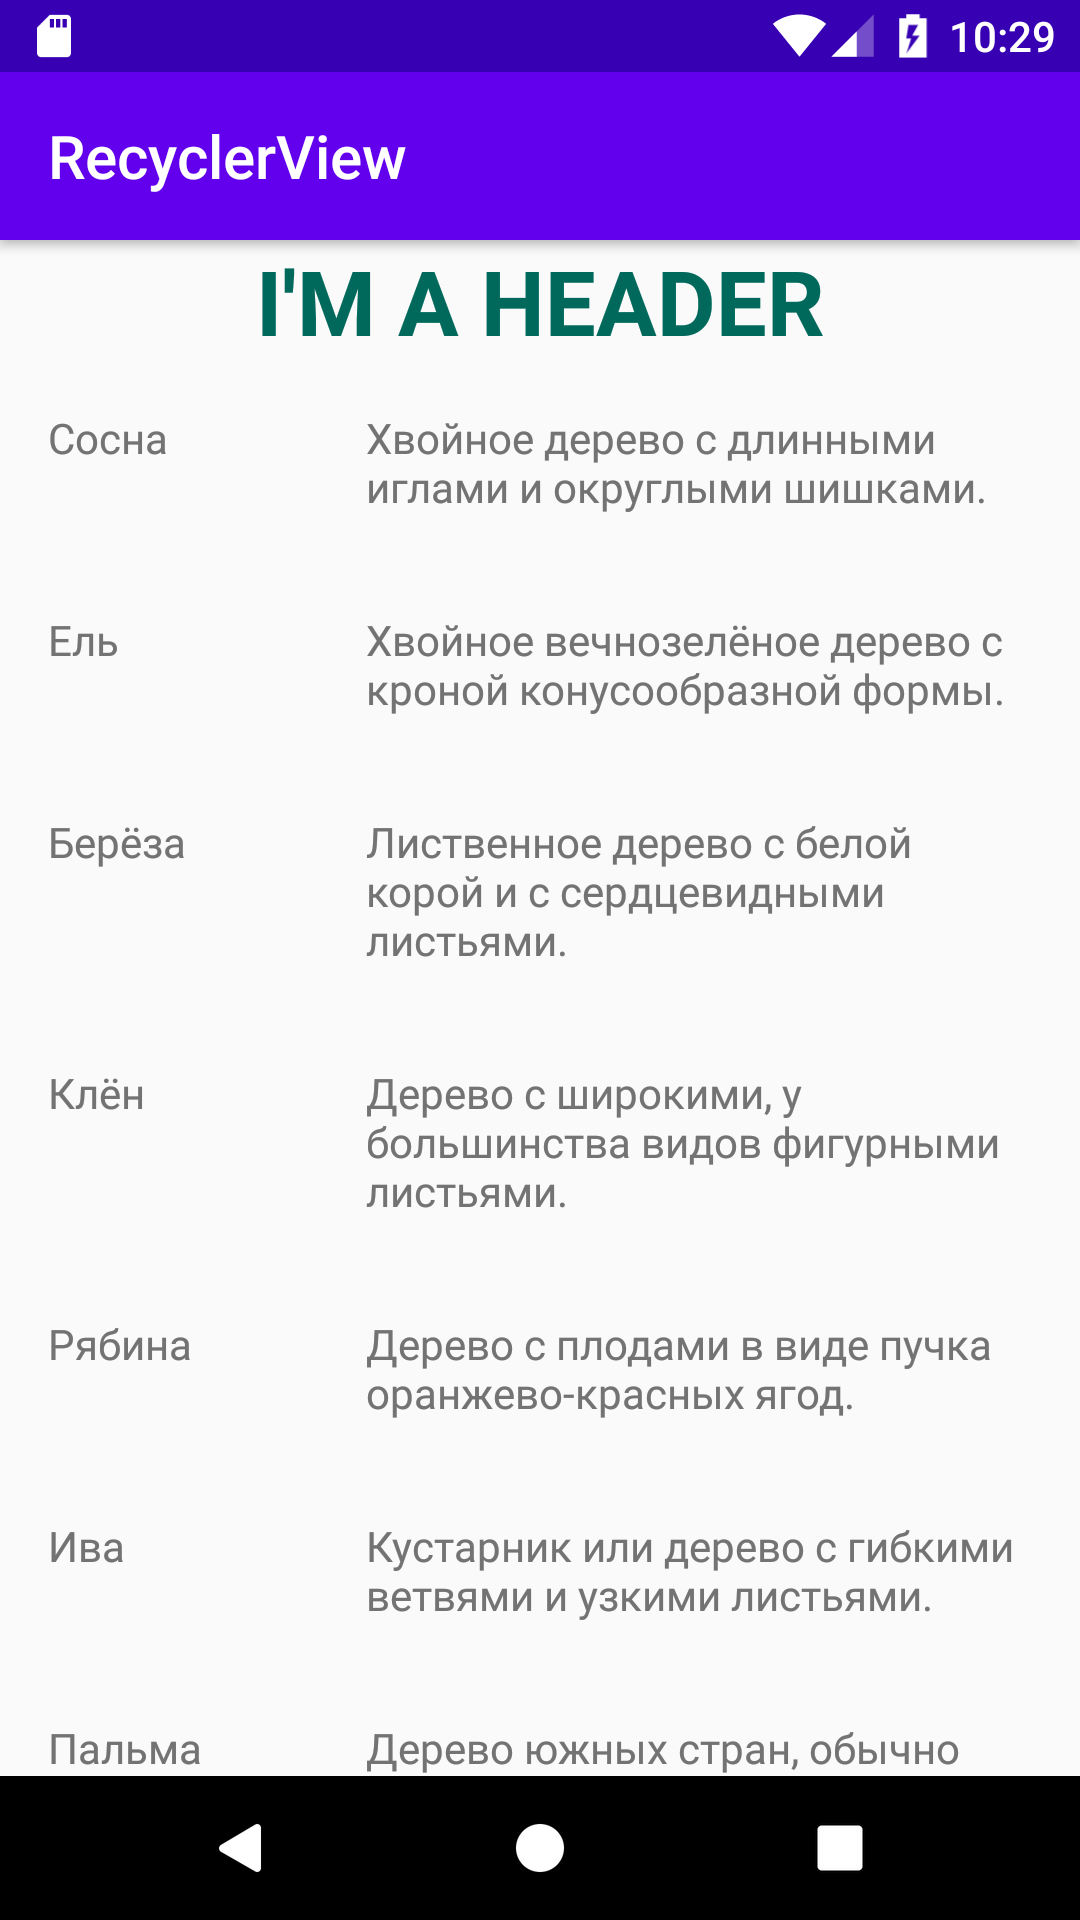 10:29
RecyclerView
I'M A HEADER
Сосна
Хвойное дерево с длинными
иглами и округлыми шишками.
Ель
Хвойное вечнозелёное дерево с
кроной конусообразной формы.
Берёза
Лиственное дерево с белой
корой и с сердцевидными
листьями.
Клён
Дерево с широкими, у
большинства видов фигурными
листьями.
Рябина
Дерево с плодами в виде пучка
оранжево-красных ягод.
Ива
Кустарник или дерево с гибкими
ветвями и узкими листьями.
Пальма
Дерево южных стран, обычно